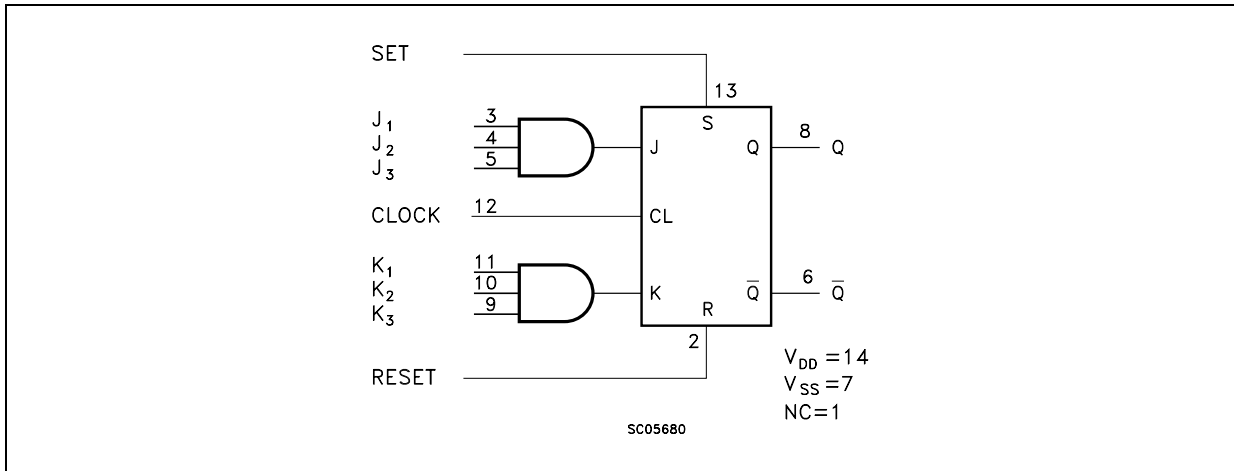 SET
13
S
J1 3
J2 4
J3 5
J
Q 8 Q
CLOCK 12 CL
K1 11
K2 10
K3 9
K
Q̅ 6 Q̅
R
2
RESET
VDD =14
VSS =7
NC=1
SC05680